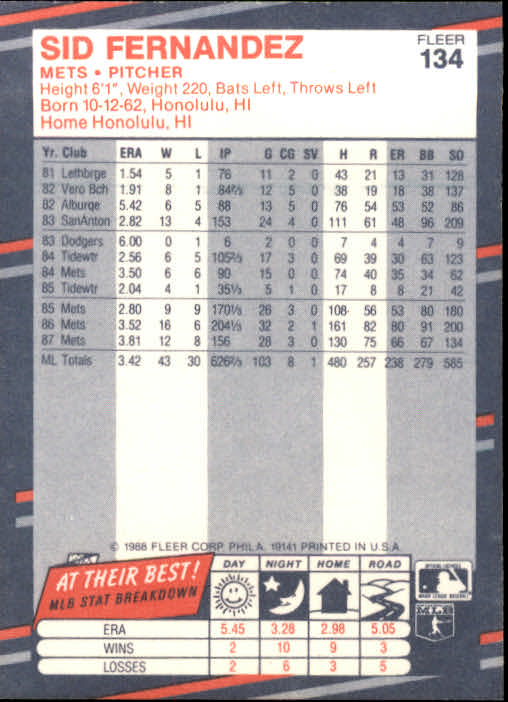 SID FERNANDEZ
FLEER
134
METS • PITCHER
Height 6'1", Weight 220, Bats Left, Throws Left
Born 10-12-62, Honolulu, HI
Home Honolulu, HI
Yr. Club ERA W L IP G CG SV H R ER BB SO
81 Lethbrge 1.54 5 1 76 11 2 0 43 21 13 31 128
82 Vero Bch 1.91 8 1 84⅔ 12 5 0 38 19 18 38 137
82 Alburqe 5.42 6 5 88 13 5 0 76 54 53 52 86
83 SanAnton 2.82 13 4 153 24 4 0 111 61 48 96 209
83 Dodgers 6.00 0 1 6 2 0 0 7 4 4 7 9
84 Tidewtr 2.56 6 5 105⅔ 17 3 0 69 39 30 63 123
84 Mets 3.50 6 6 90 15 0 0 74 40 35 34 62
85 Tidewtr 2.04 4 1 35⅓ 5 1 0 17 8 8 21 42
85 Mets 2.80 9 9 170⅓ 26 3 0 108 56 53 80 180
86 Mets 3.52 16 6 204⅓ 32 2 1 161 82 80 91 200
87 Mets 3.81 12 8 156 28 3 0 130 75 66 67 134
ML Totals 3.42 43 30 626⅔ 103 8 1 480 257 238 279 585
© 1988 FLEER CORP. PHILA. 19141 PRINTED IN U.S.A.
AT THEIR BEST!
MLB STAT BREAKDOWN
DAY NIGHT HOME ROAD
ERA 5.45 3.28 2.98 5.05
WINS 2 10 9 3
LOSSES 2 6 3 5
MLB